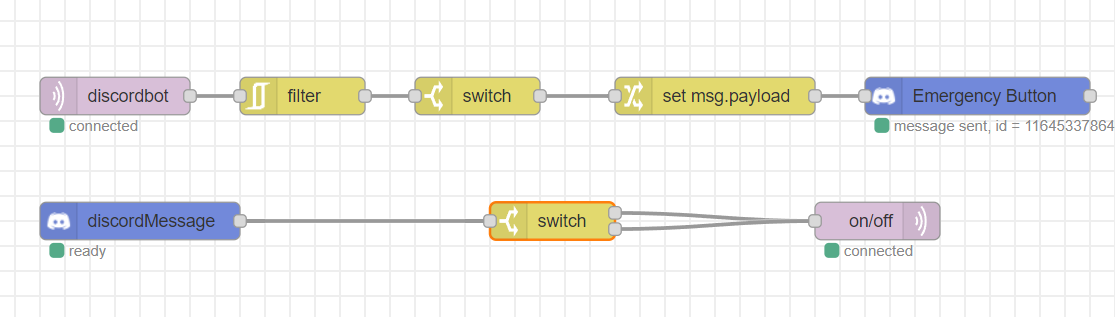 discordbot
filter
switch
set msg.payload
Emergency Button
connected
message sent, id = 11645337864
discordMessage
switch
on/off
ready
connected